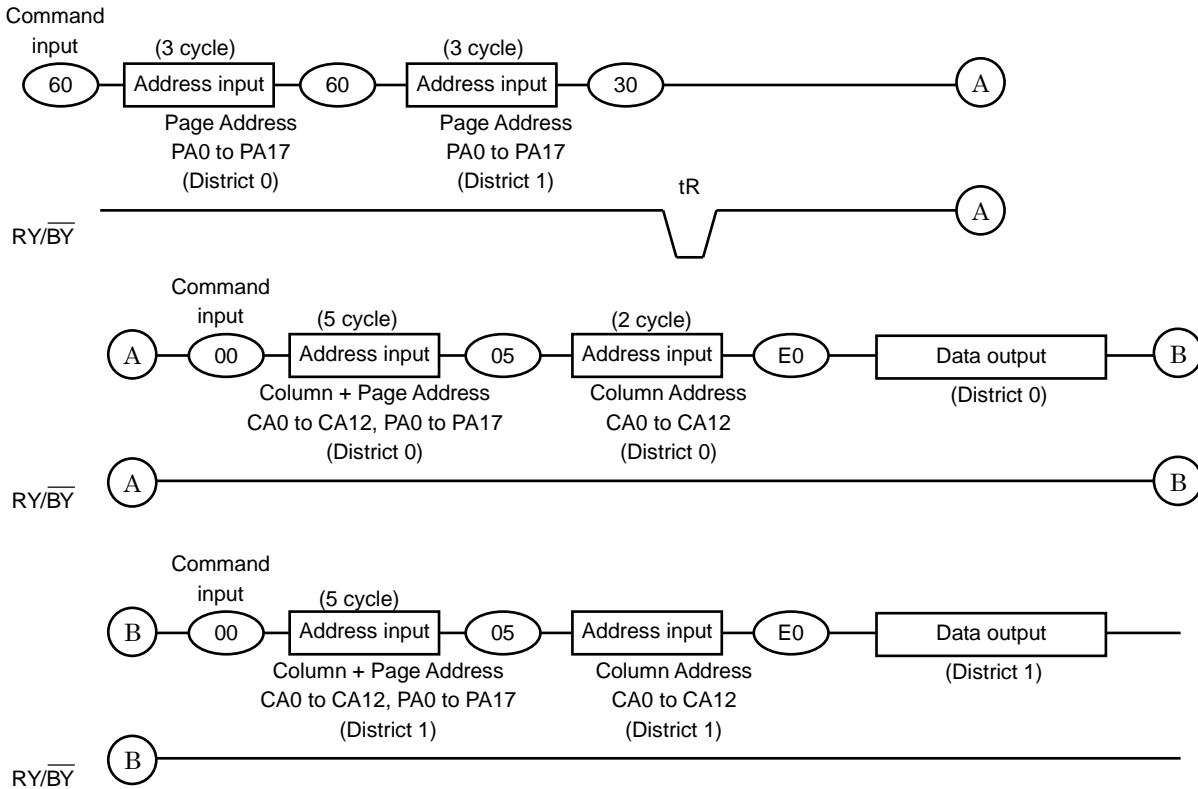 Command
input
(3 cycle) (3 cycle)
60 Address input 60 Address input 30 A
Page Address Page Address
PA0 to PA17 PA0 to PA17
(District 0) (District 1)
tR
RY/B̅Y̅ A
Command
input
(5 cycle) (2 cycle)
A 00 Address input 05 Address input E0 Data output B
Column + Page Address Column Address (District 0)
CA0 to CA12, PA0 to PA17 CA0 to CA12
(District 0) (District 0)
RY/B̅Y̅ A B
Command
input
(5 cycle)
B 00 Address input 05 Address input E0 Data output
Column + Page Address Column Address (District 1)
CA0 to CA12, PA0 to PA17 CA0 to CA12
(District 1) (District 1)
RY/B̅Y̅ B